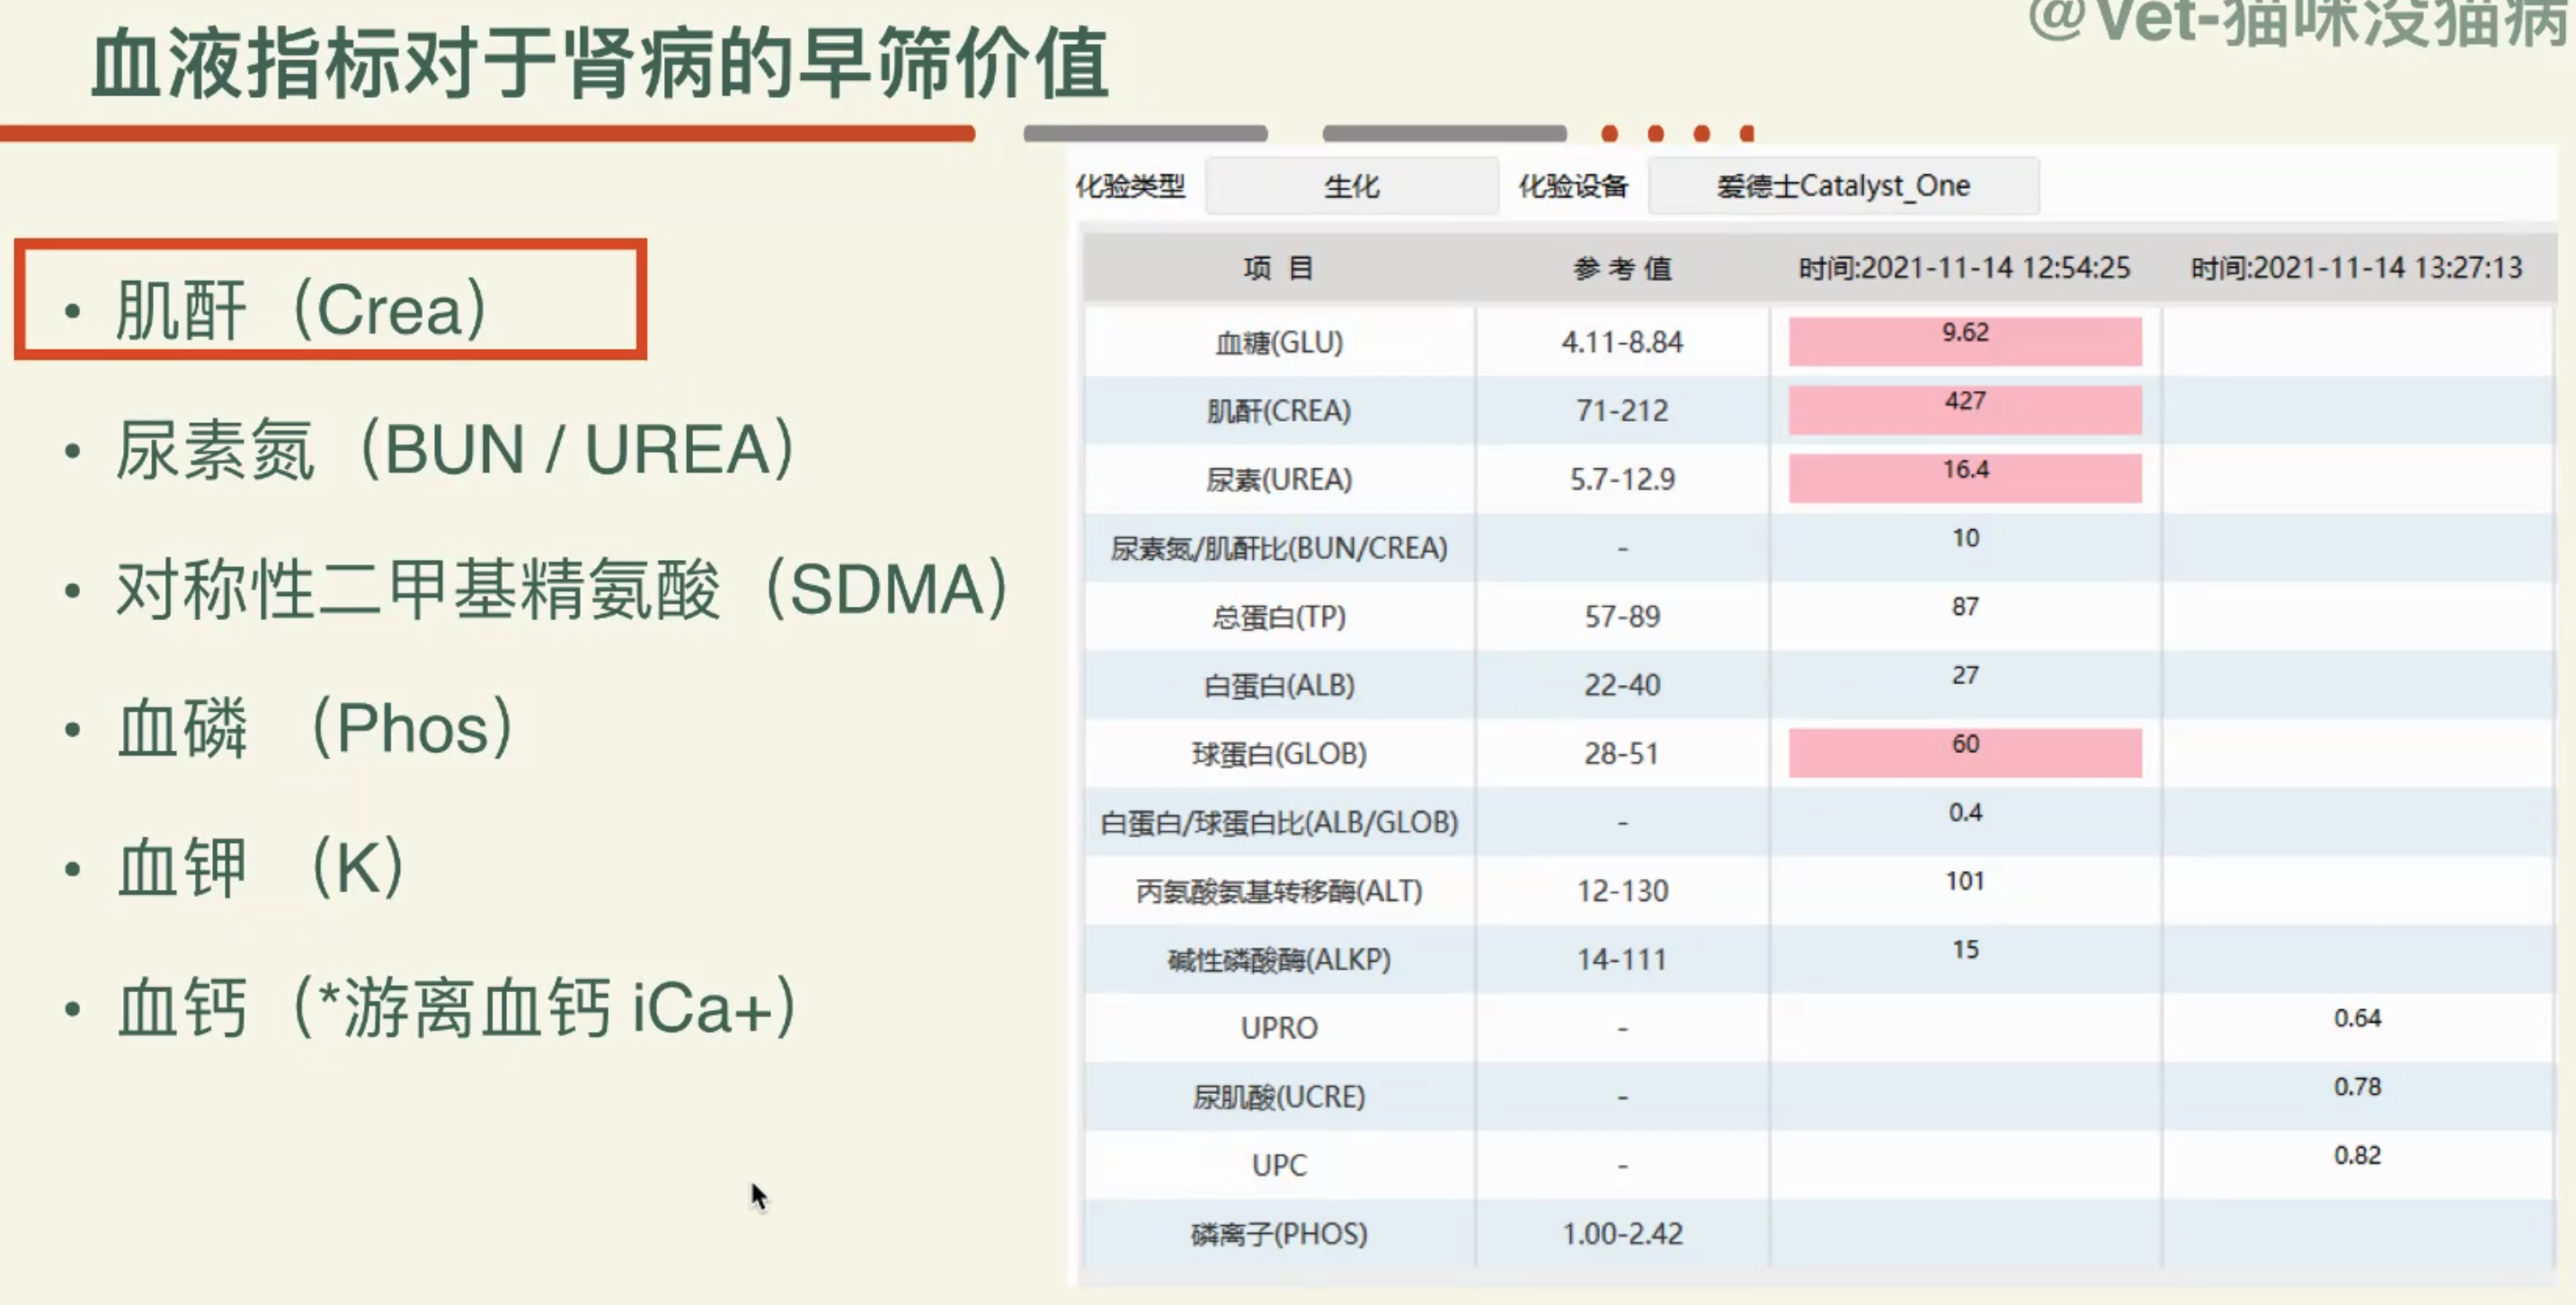 血液指标对于肾病的早筛价值
@Vet-猫咪没猫病
• 肌酐（Crea）
• 尿素氮（BUN / UREA）
• 对称性二甲基精氨酸（SDMA）
• 血磷 （Phos）
• 血钾 （K）
• 血钙（*游离血钙 iCa+）
化验类型 生化 化验设备 爱德士Catalyst_One
项 目 参 考 值 时间:2021-11-14 12:54:25 时间:2021-11-14 13:27:13
血糖(GLU) 4.11-8.84 9.62
肌酐(CREA) 71-212 427
尿素(UREA) 5.7-12.9 16.4
尿素氮/肌酐比(BUN/CREA) - 10
总蛋白(TP) 57-89 87
白蛋白(ALB) 22-40 27
球蛋白(GLOB) 28-51 60
白蛋白/球蛋白比(ALB/GLOB) - 0.4
丙氨酸氨基转移酶(ALT) 12-130 101
碱性磷酸酶(ALKP) 14-111 15
UPRO - 0.64
尿肌酸(UCRE) - 0.78
UPC - 0.82
磷离子(PHOS) 1.00-2.42